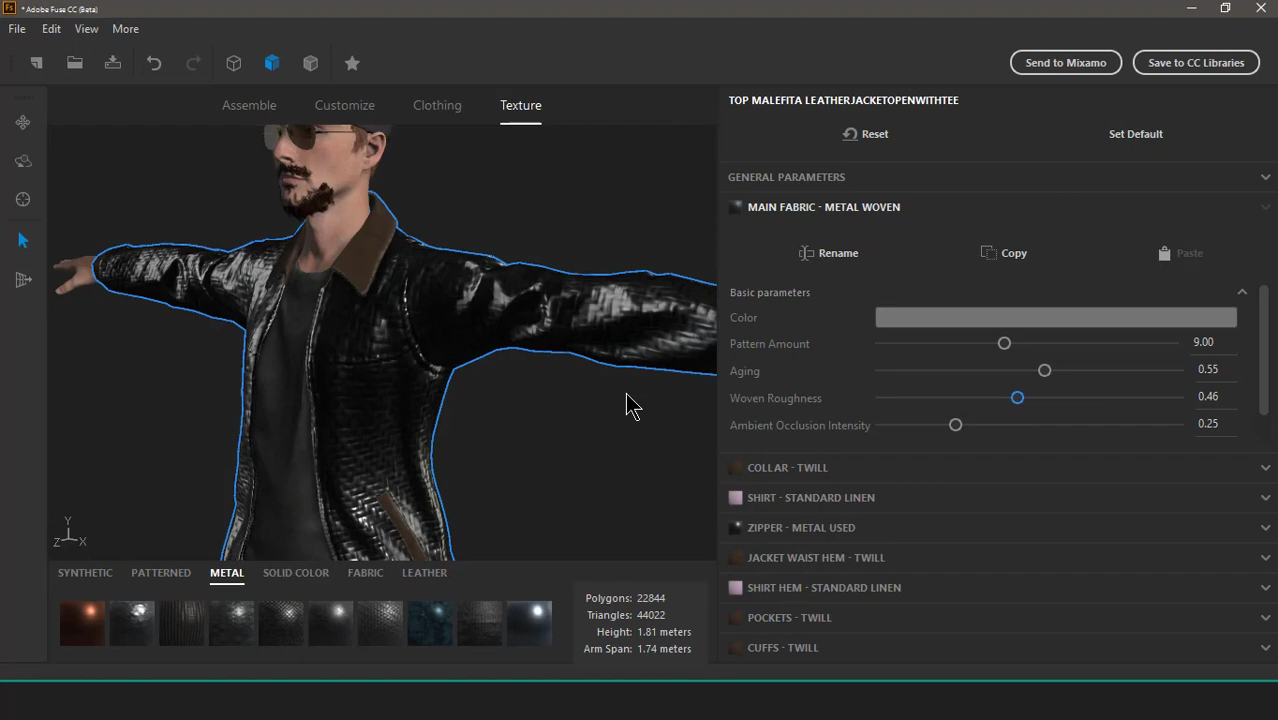 Fs * Adobe Fuse CC (Beta)
File Edit View More
Send to Mixamo Save to CC Libraries
Assemble Customize Clothing Texture
TOP MALEFITA LEATHERJACKETOPENWITHTEE
Reset Set Default
GENERAL PARAMETERS
MAIN FABRIC - METAL WOVEN
Rename Copy Paste
Basic parameters
Color
Pattern Amount 9.00
Aging 0.55
Woven Roughness 0.46
Ambient Occlusion Intensity 0.25
COLLAR - TWILL
SHIRT - STANDARD LINEN
ZIPPER - METAL USED
JACKET WAIST HEM - TWILL
SHIRT HEM - STANDARD LINEN
POCKETS - TWILL
CUFFS - TWILL
Y
Z X
SYNTHETIC PATTERNED METAL SOLID COLOR FABRIC LEATHER
Polygons: 22844
Triangles: 44022
Height: 1.81 meters
Arm Span: 1.74 meters